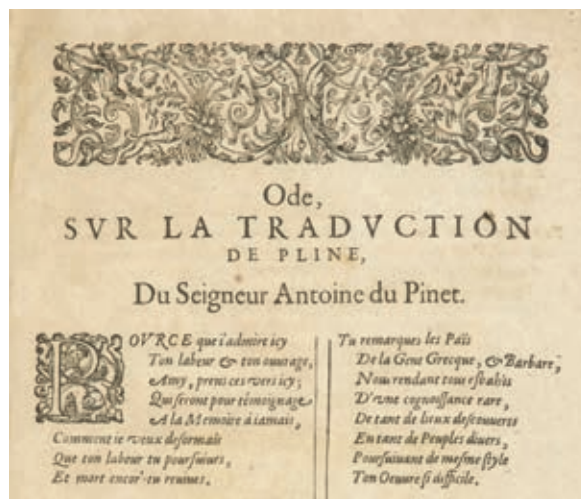 Ode,
SVR LA TRADVCTION
DE PLINE,
Du Seigneur Antoine du Pinet.
POVRCE que i'admire icy
Ton labeur & ton ouurage,
Amy, prens ces vers icy;
Qui seront pour témoignage
A la Memoire à iamais,
Comment ie veux desormais
Que ton labeur tu poursuiues,
Et mort encor'-tu reuiues.
Tu remarques les Païs
De la Gent Grecque, & Barbare,
Nous rendant tous esbahis
D'vne cognoissance rare,
De tant de lieux descouuerts
En tant de Peuples diuers,
Poursuiuant de mesme style
Ton Oeuure si difficile.